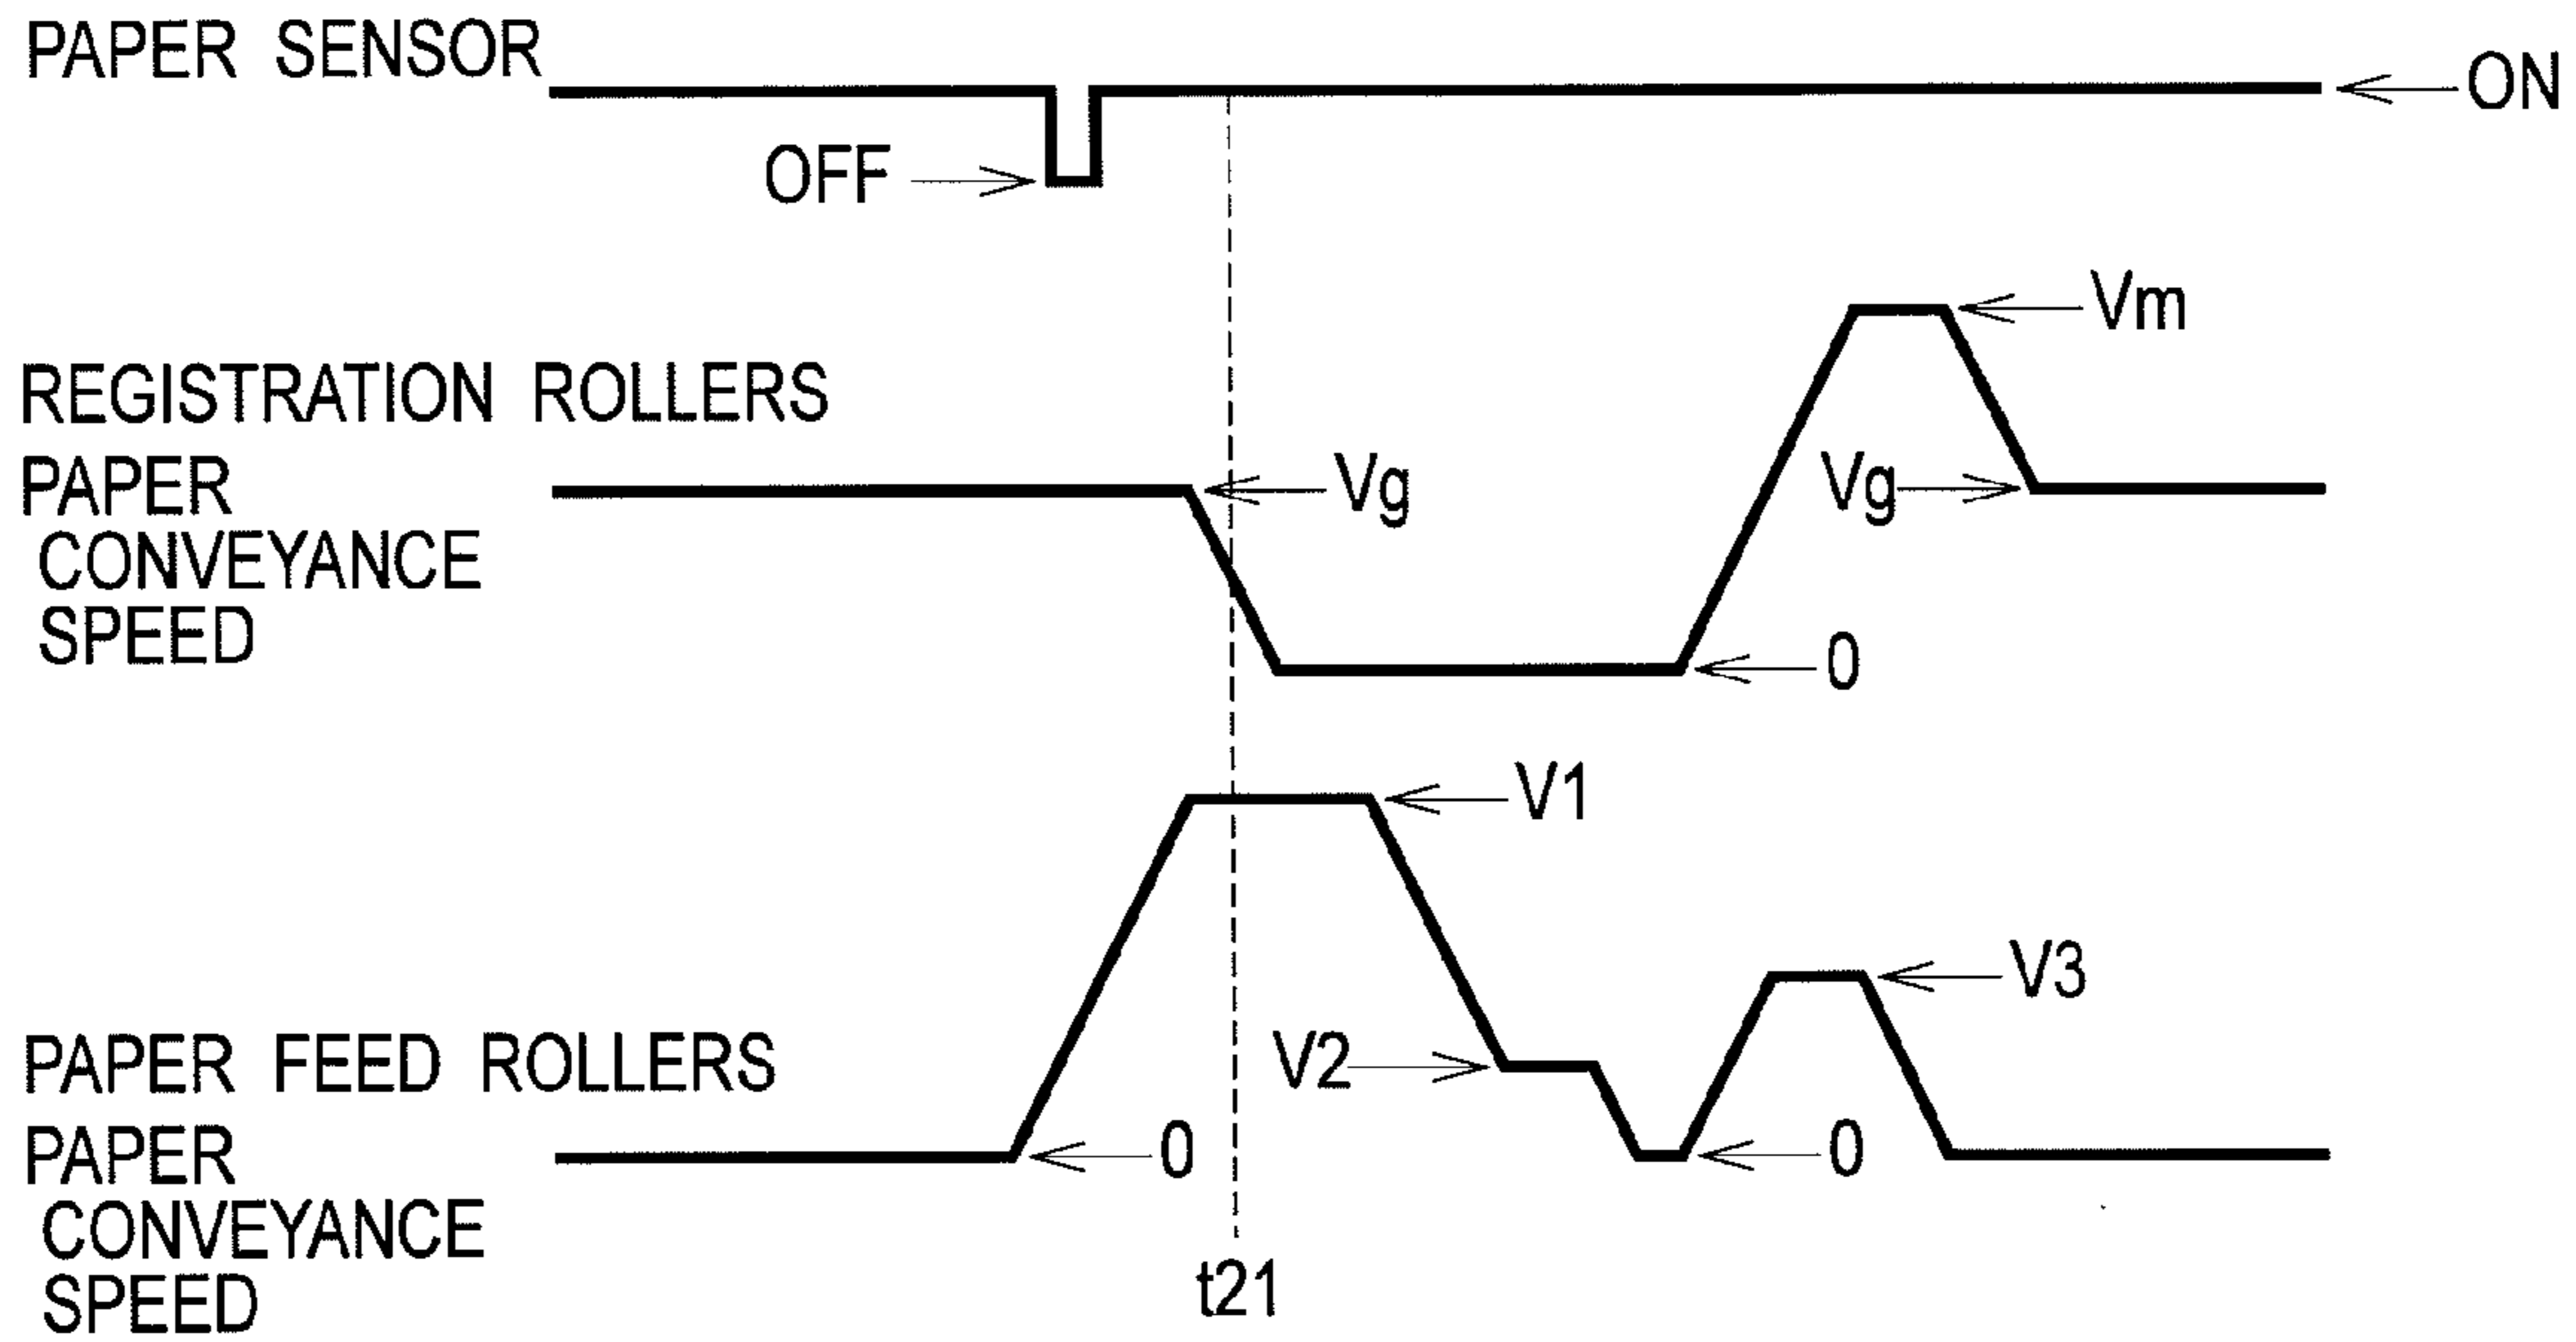 PAPER SENSOR
ON
OFF
Vm
REGISTRATION ROLLERS
PAPER
CONVEYANCE
SPEED
Vg
Vg
0
V1
V3
PAPER FEED ROLLERS
V2
PAPER
CONVEYANCE
SPEED
0
0
t21